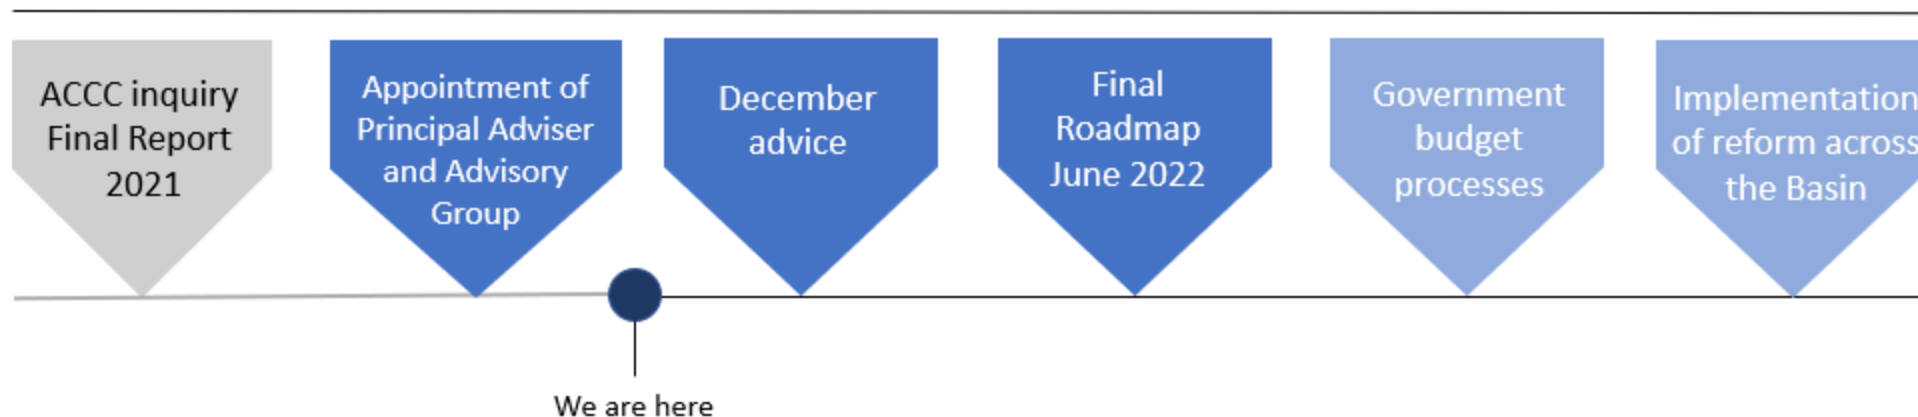 ACCC inquiry
Final Report
2021
Appointment of
Principal Adviser
and Advisory
Group
December
advice
Final
Roadmap
June 2022
Government
budget
processes
Implementation
of reform across
the Basin
We are here